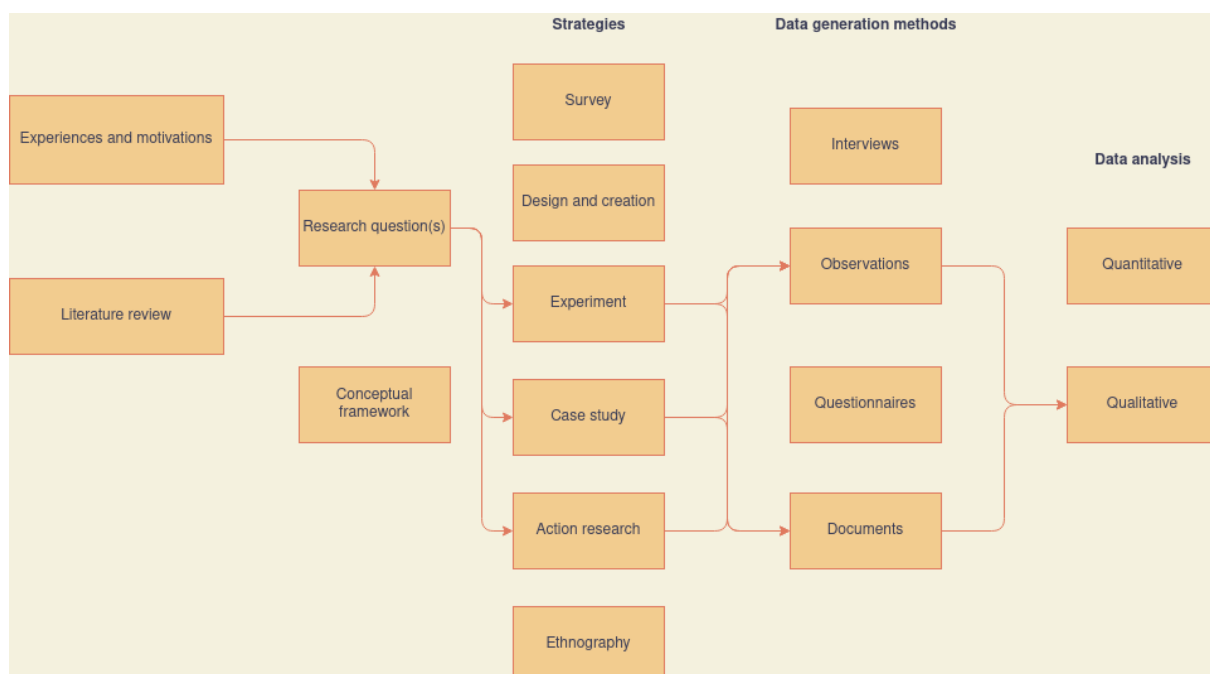 Strategies
Data generation methods
Survey
Experiences and motivations
Interviews
Data analysis
Design and creation
Research question(s)
Observations
Quantitative
Experiment
Literature review
Conceptual
framework
Case study
Questionnaires
Qualitative
Action research
Documents
Ethnography